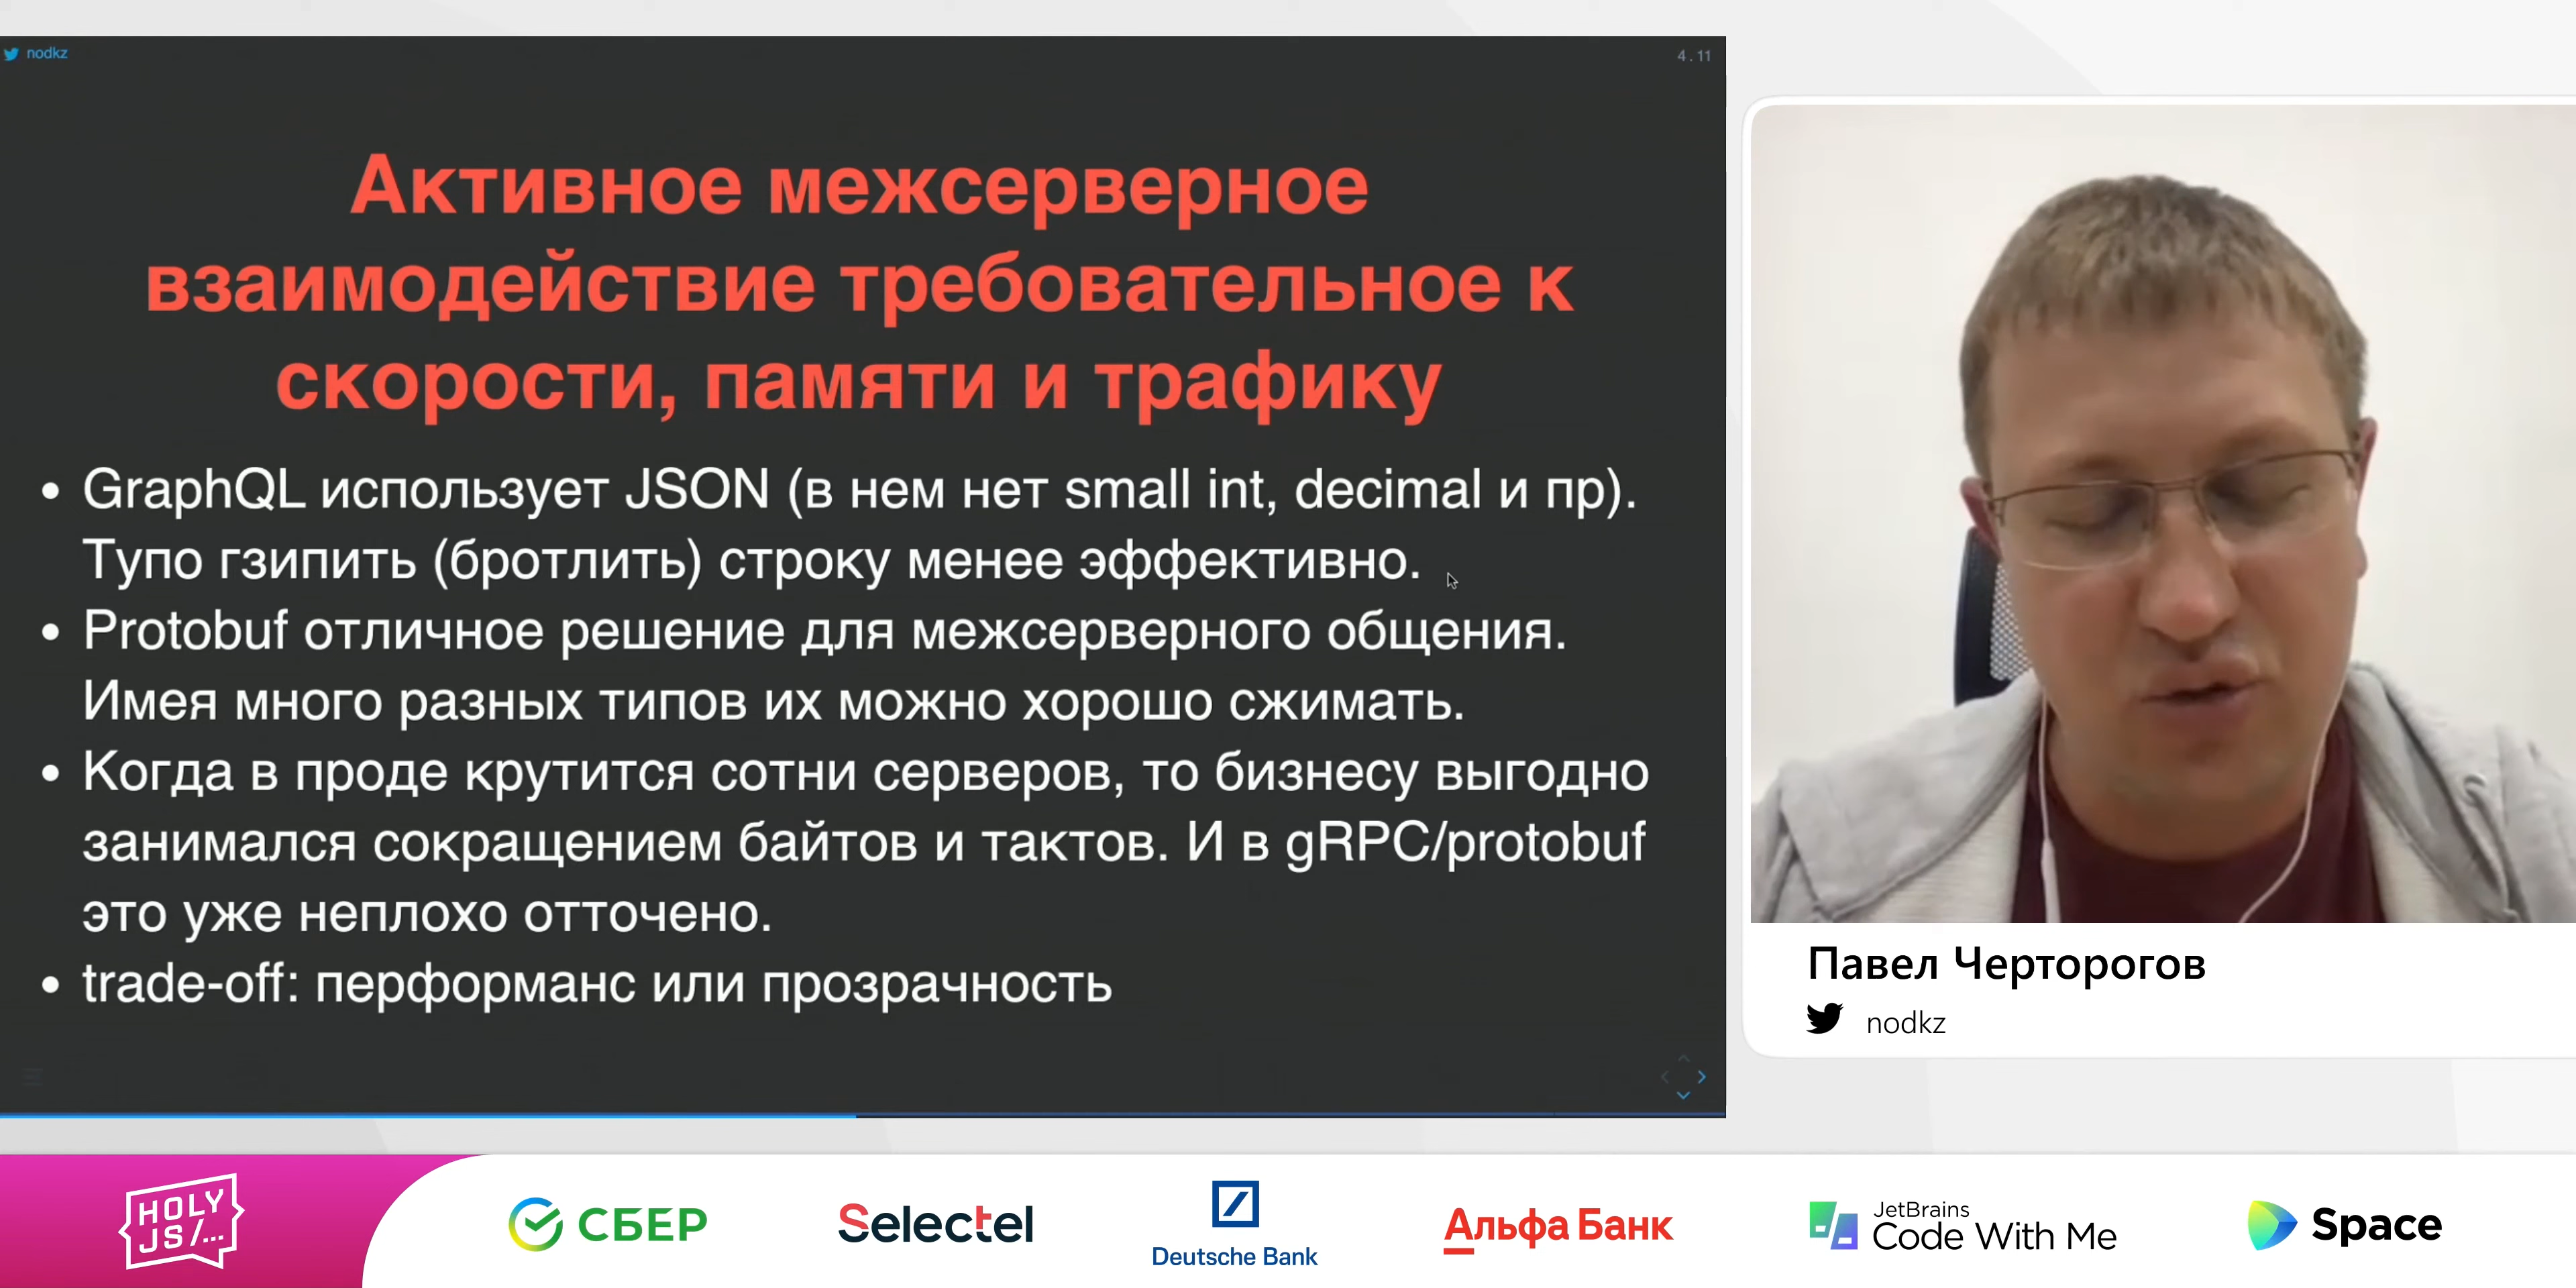 nodkz
4.11
Активное межсерверное
взаимодействие требовательное к
скорости, памяти и трафику
• GraphQL использует JSON (в нем нет small int, decimal и пр).
Тупо гзипить (бротлить) строку менее эффективно.
• Protobuf отличное решение для межсерверного общения.
Имея много разных типов их можно хорошо сжимать.
• Когда в проде крутится сотни серверов, то бизнесу выгодно
занимался сокращением байтов и тактов. И в gRPC/protobuf
это уже неплохо отточено.
• trade-off: перформанс или прозрачность
Павел Черторогов
nodkz
HOLY
JS/...
СБЕР
Selectel
Deutsche Bank
Альфа Банк
JetBrains
Code With Me
Space